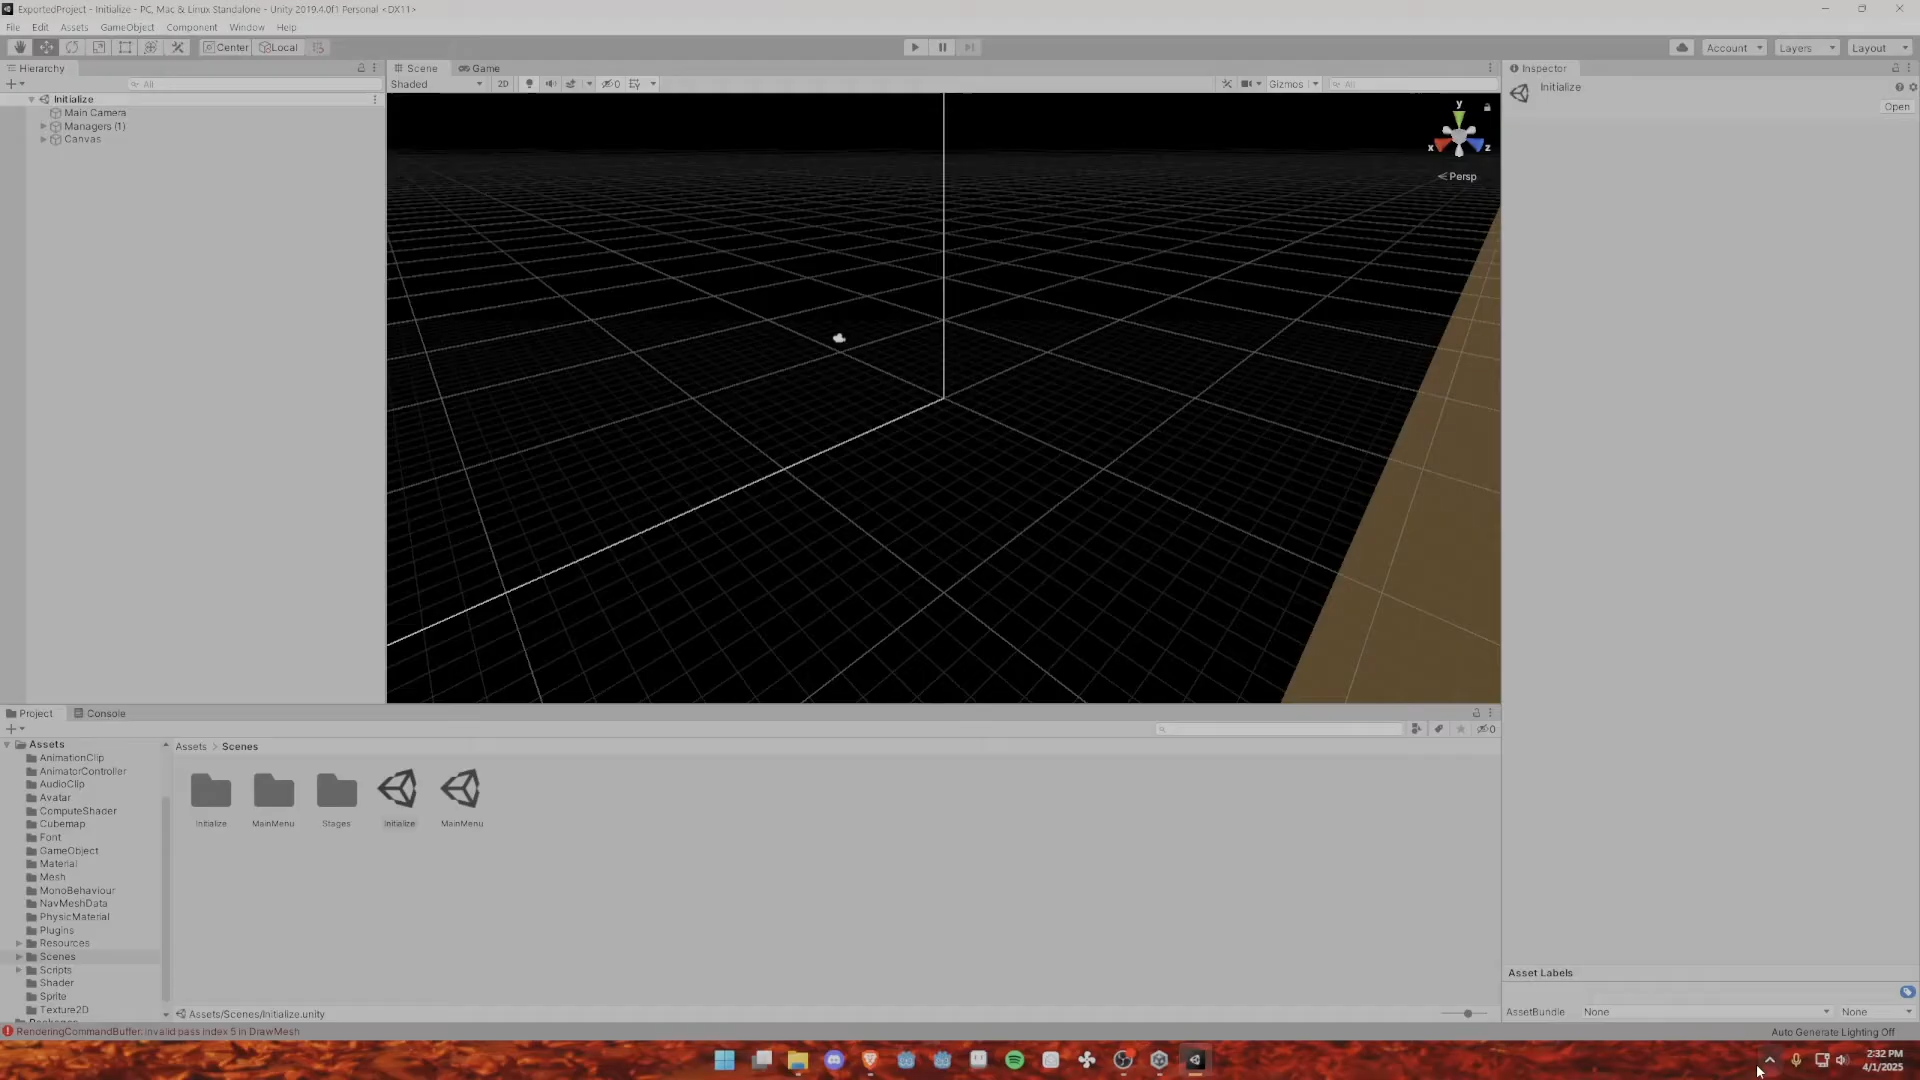 ExportedProject - Initialize - PC, Mac & Linux Standalone - Unity 2019.4.0f1 Personal <DX11>
File Edit Assets GameObject Component Window Help
Center Local Account Layers Layout
Hierarchy
All
Initialize
Main Camera
Managers (1)
Canvas
Scene Game
Shaded 2D 0 Gizmos All
y
x z
Persp
Inspector
Initialize
Open
Project Console
0
Assets
AnimationClip
AnimatorController
AudioClip
Avatar
ComputeShader
Cubemap
Font
GameObject
Material
Mesh
MonoBehaviour
NavMeshData
PhysicMaterial
Plugins
Resources
Scenes
Scripts
Shader
Sprite
Texture2D
Assets > Scenes
Initialize MainMenu Stages Initialize MainMenu
Assets/Scenes/Initialize.unity
Asset Labels
AssetBundle None None
RenderingCommandBuffer: invalid pass index 5 in DrawMesh
Auto Generate Lighting Off
2:32 PM
4/1/2025